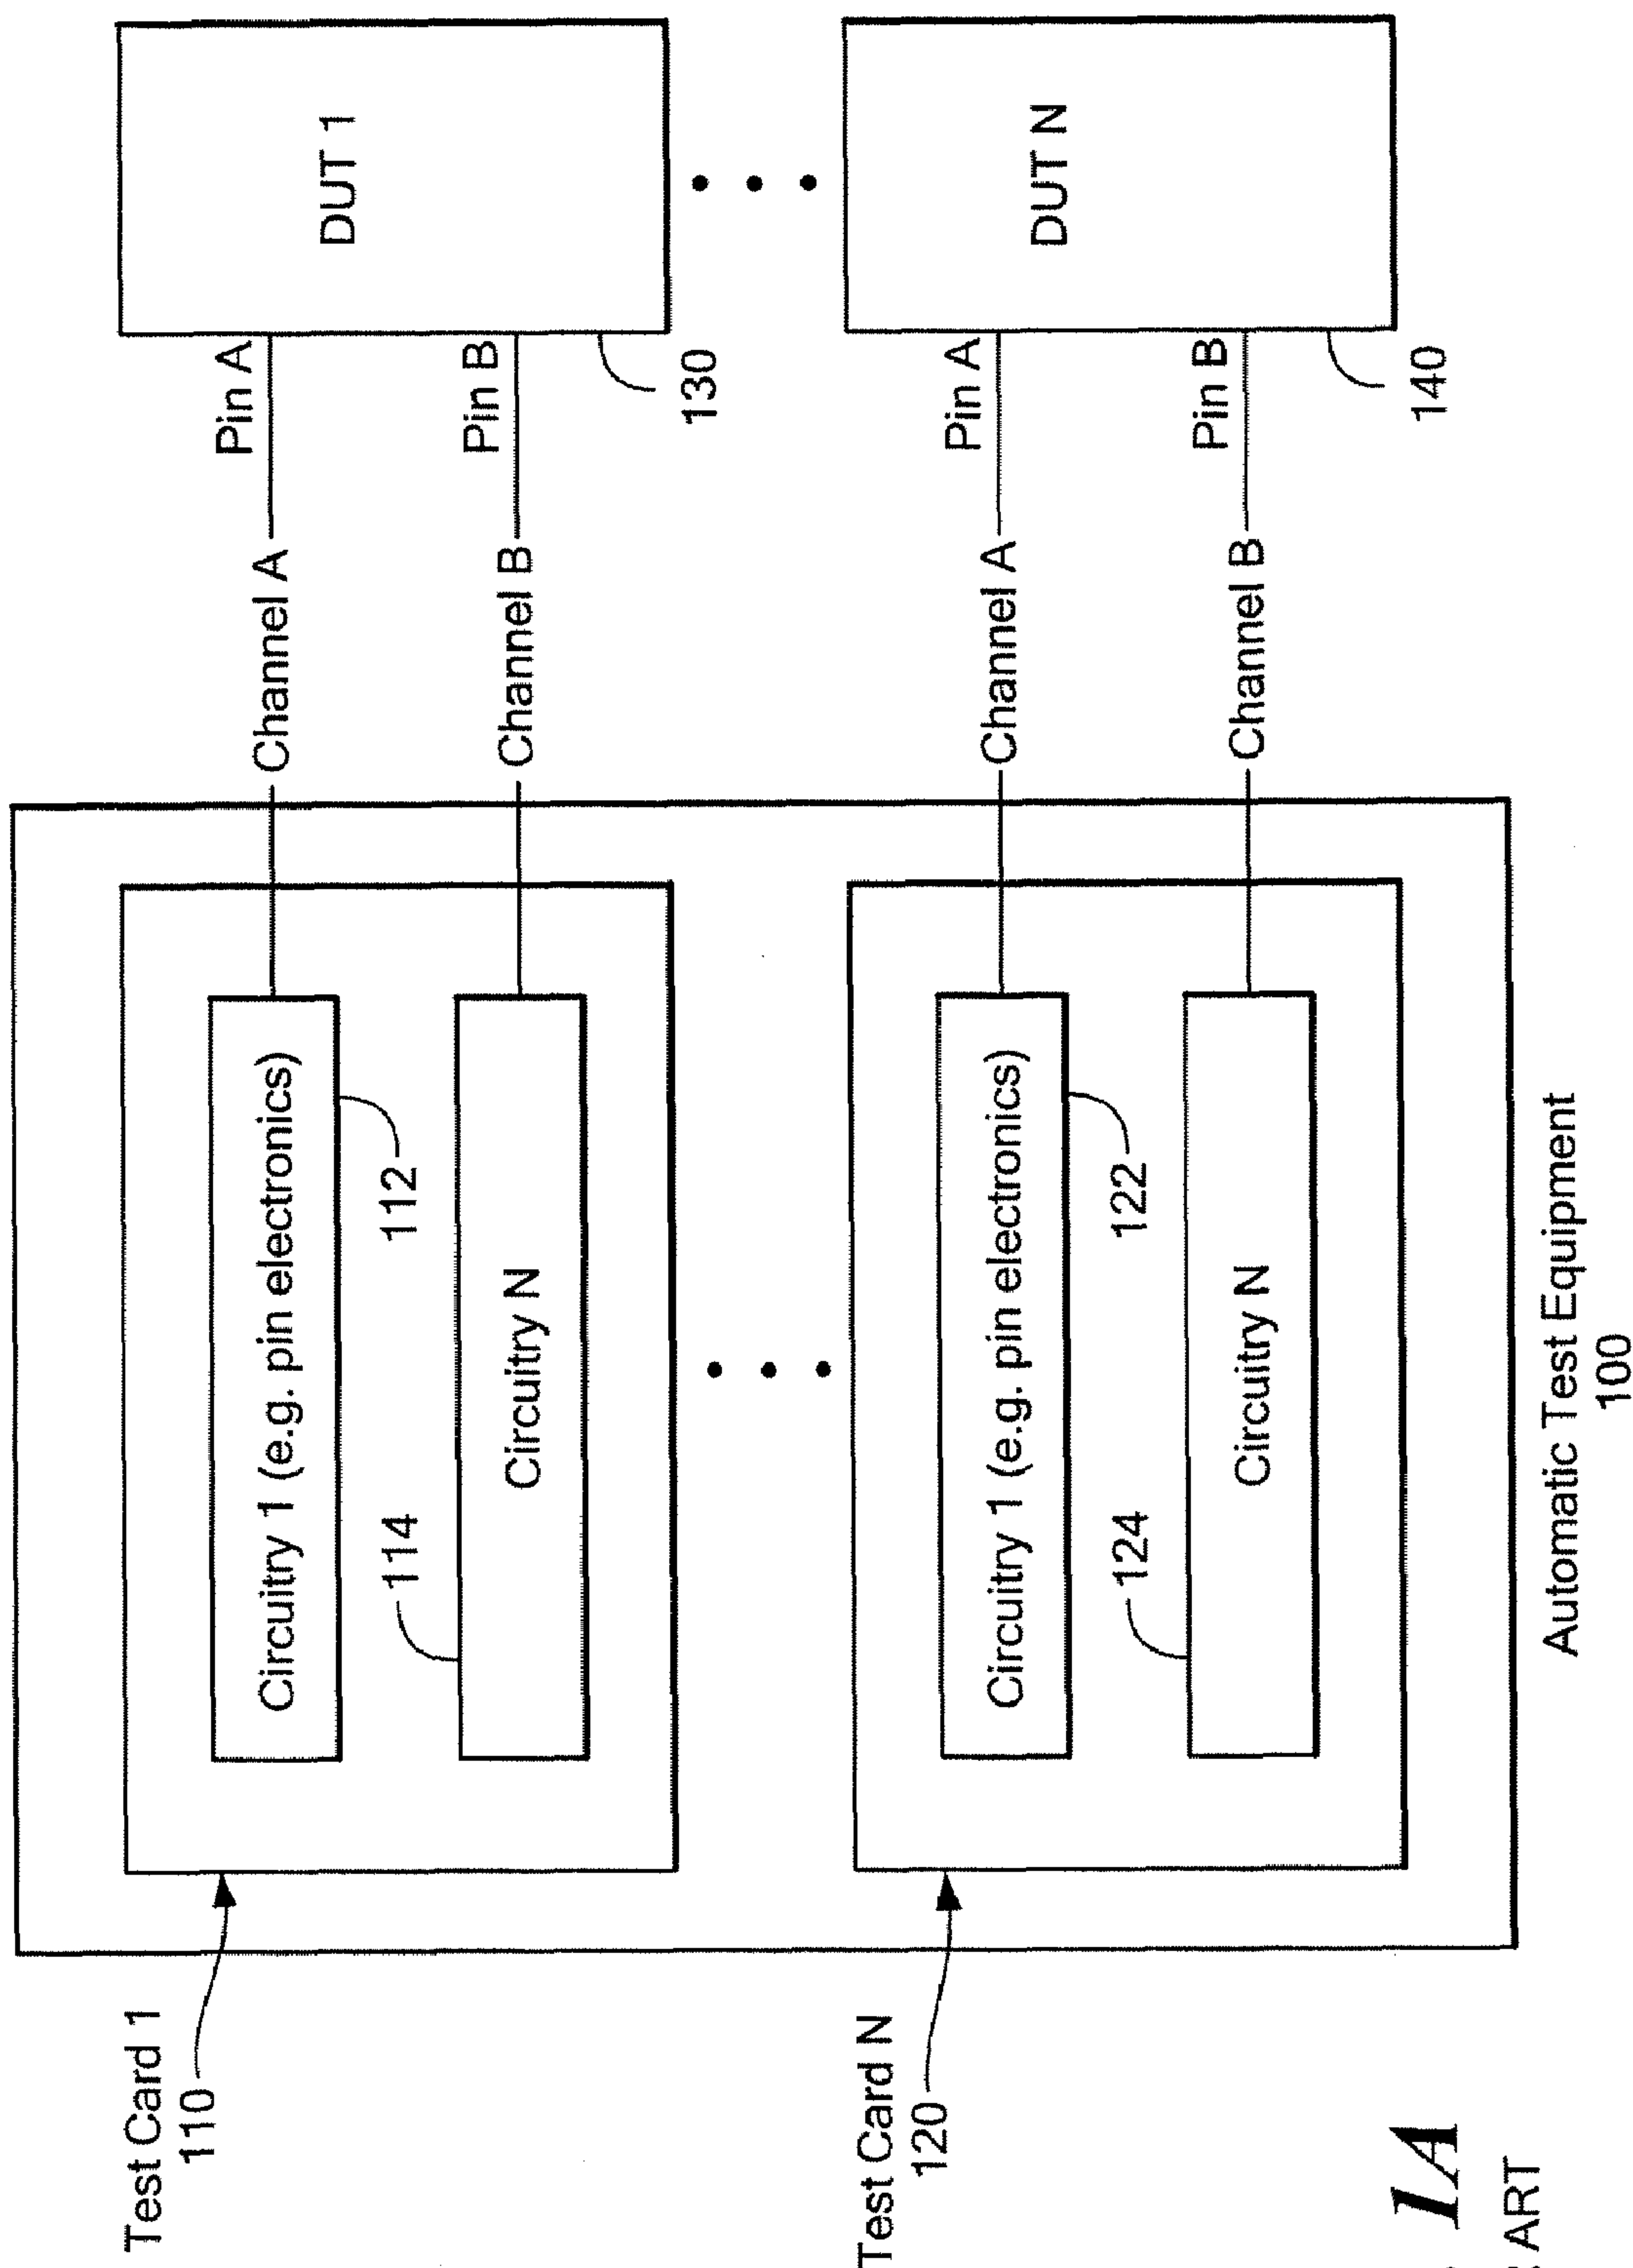 Test Card 1
110
Circuitry 1 (e.g. pin electronics)
112
114
Circuitry N
Channel A
Pin A
Channel B
Pin B
DUT 1
130
Test Card N
120
Circuitry 1 (e.g. pin electronics)
122
124
Circuitry N
Channel A
Pin A
Channel B
Pin B
DUT N
140
Automatic Test Equipment
100
1A
ART